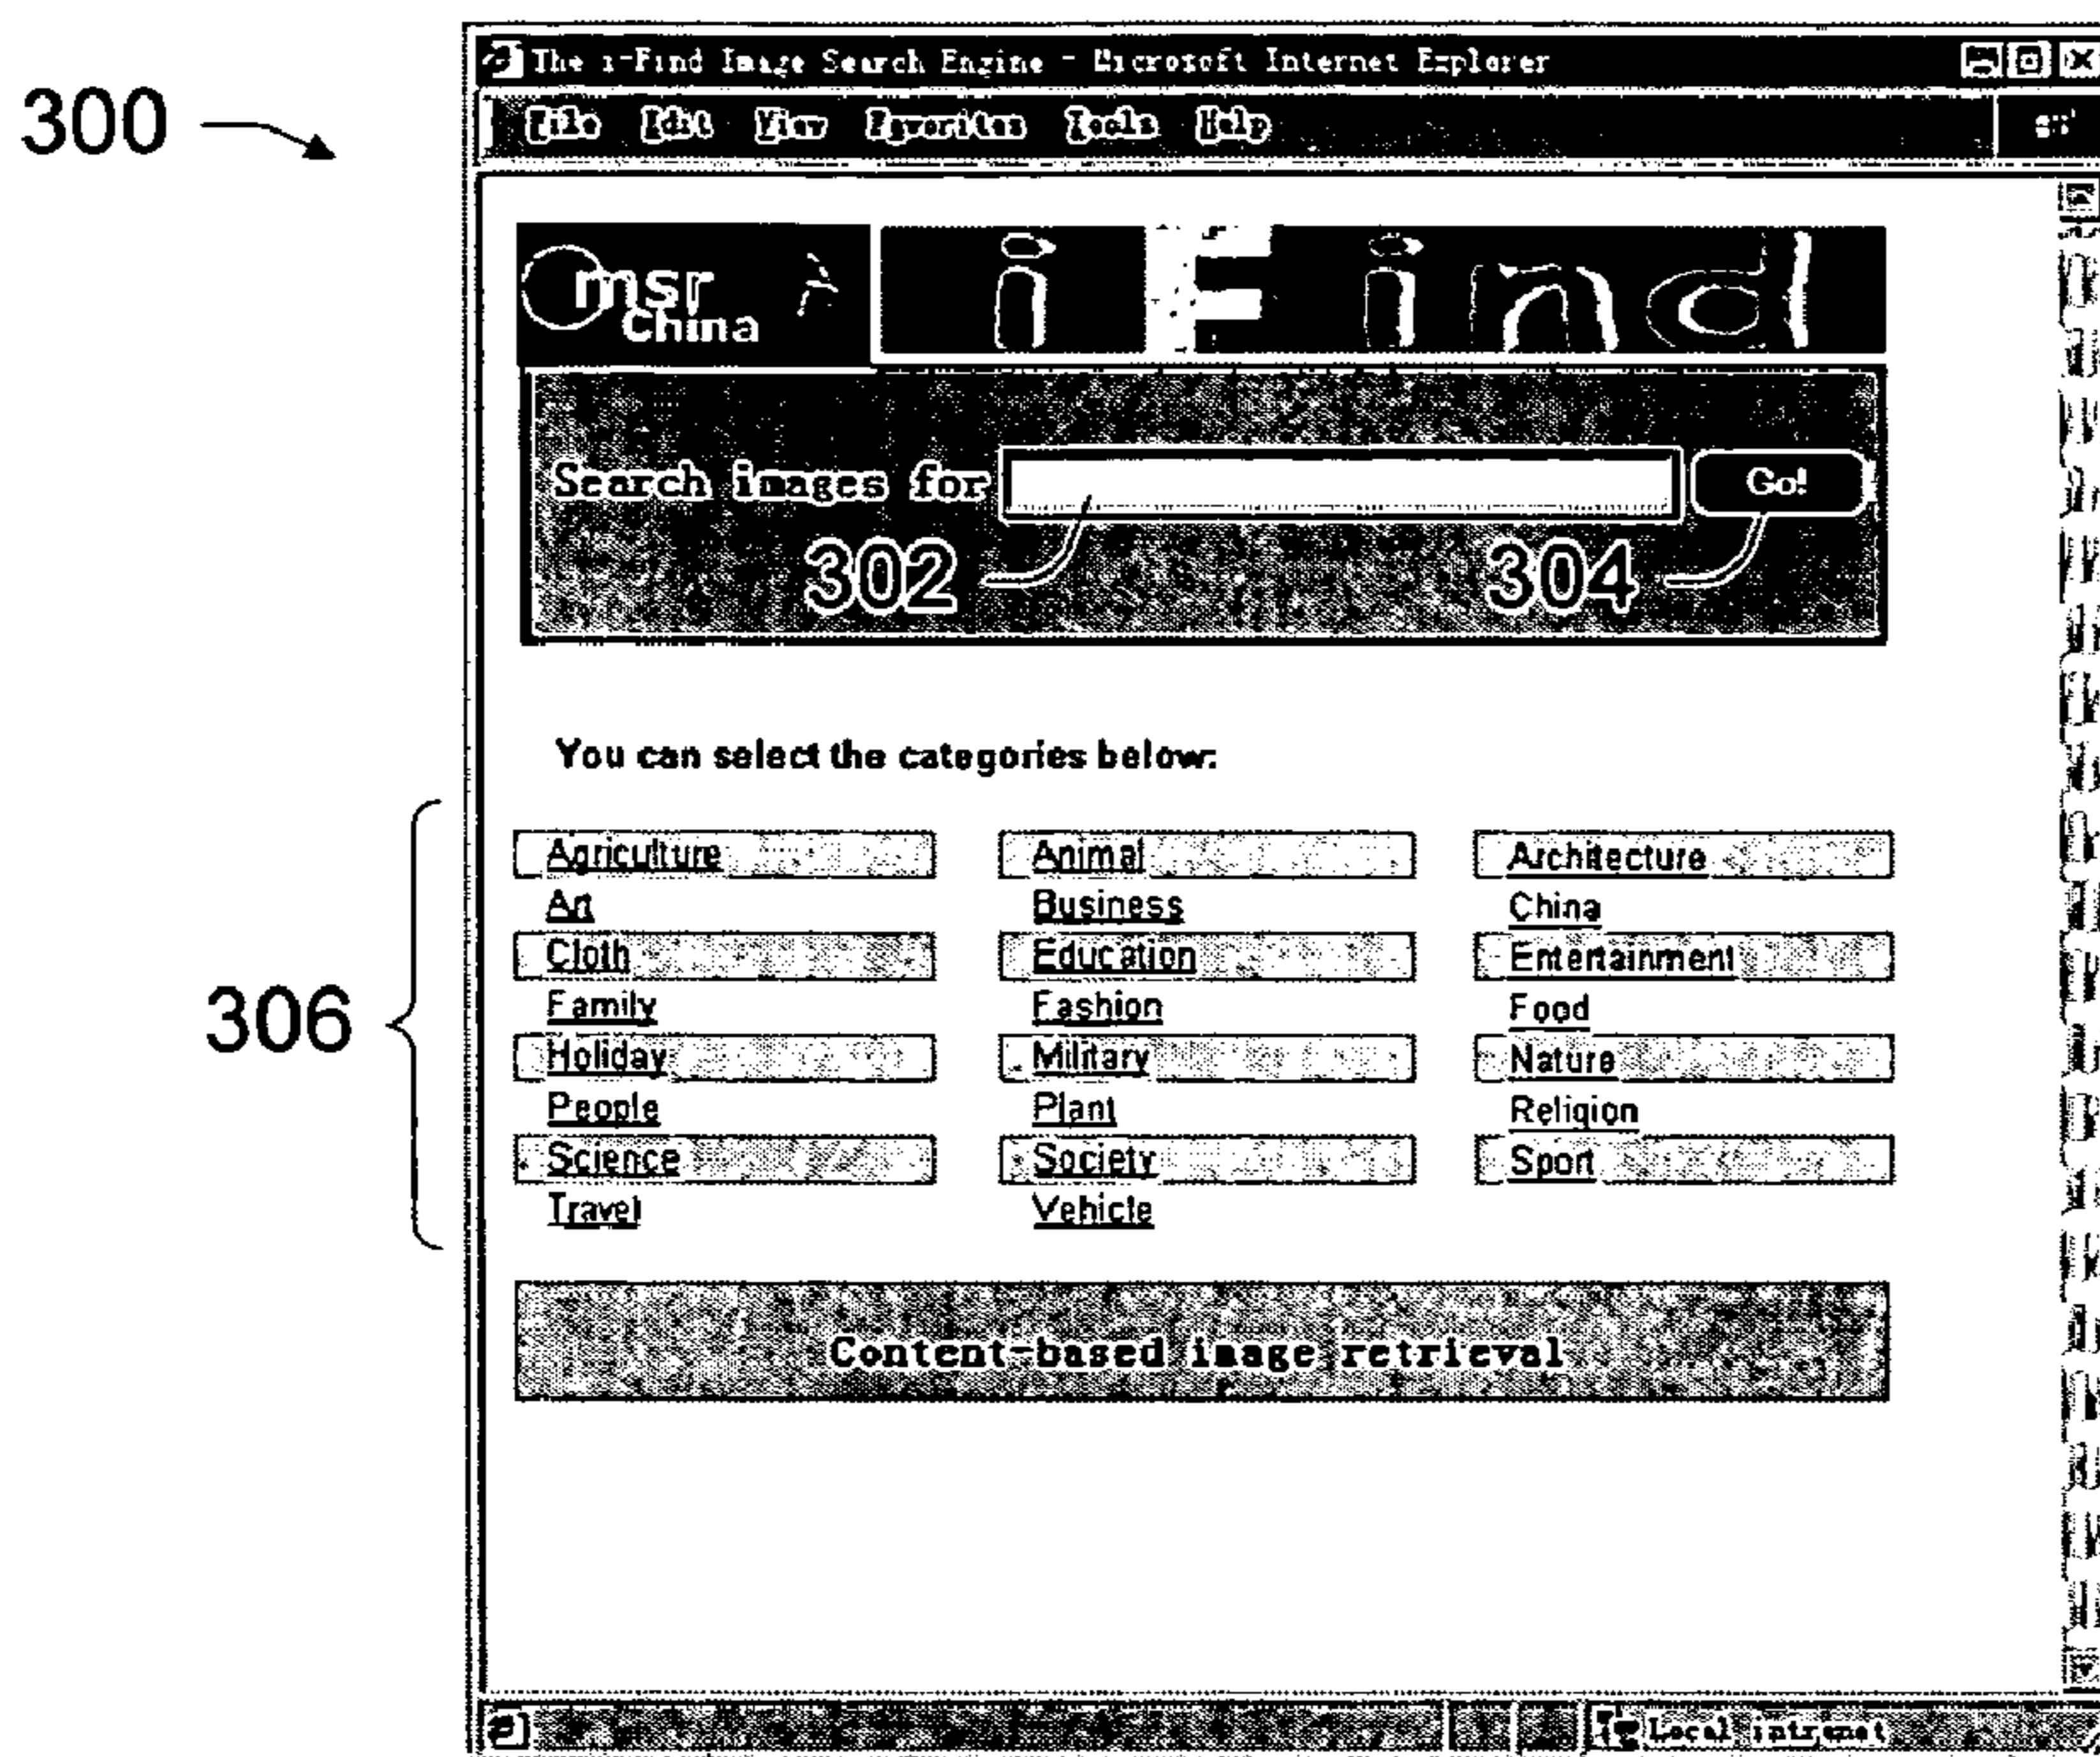 The i-Find Image Search Engine - Microsoft Internet Explorer
300
File Edit View Favorites Tools Help
msr
China
i Find
Search images for Go!
302 304
You can select the categories below:
Agriculture Animal Architecture
Art Business China
Cloth Education Entertainment
306
Family Fashion Food
Holiday Military Nature
People Plant Religion
Science Society Sport
Travel Vehicle
Content-based image retrieval
Local intranet